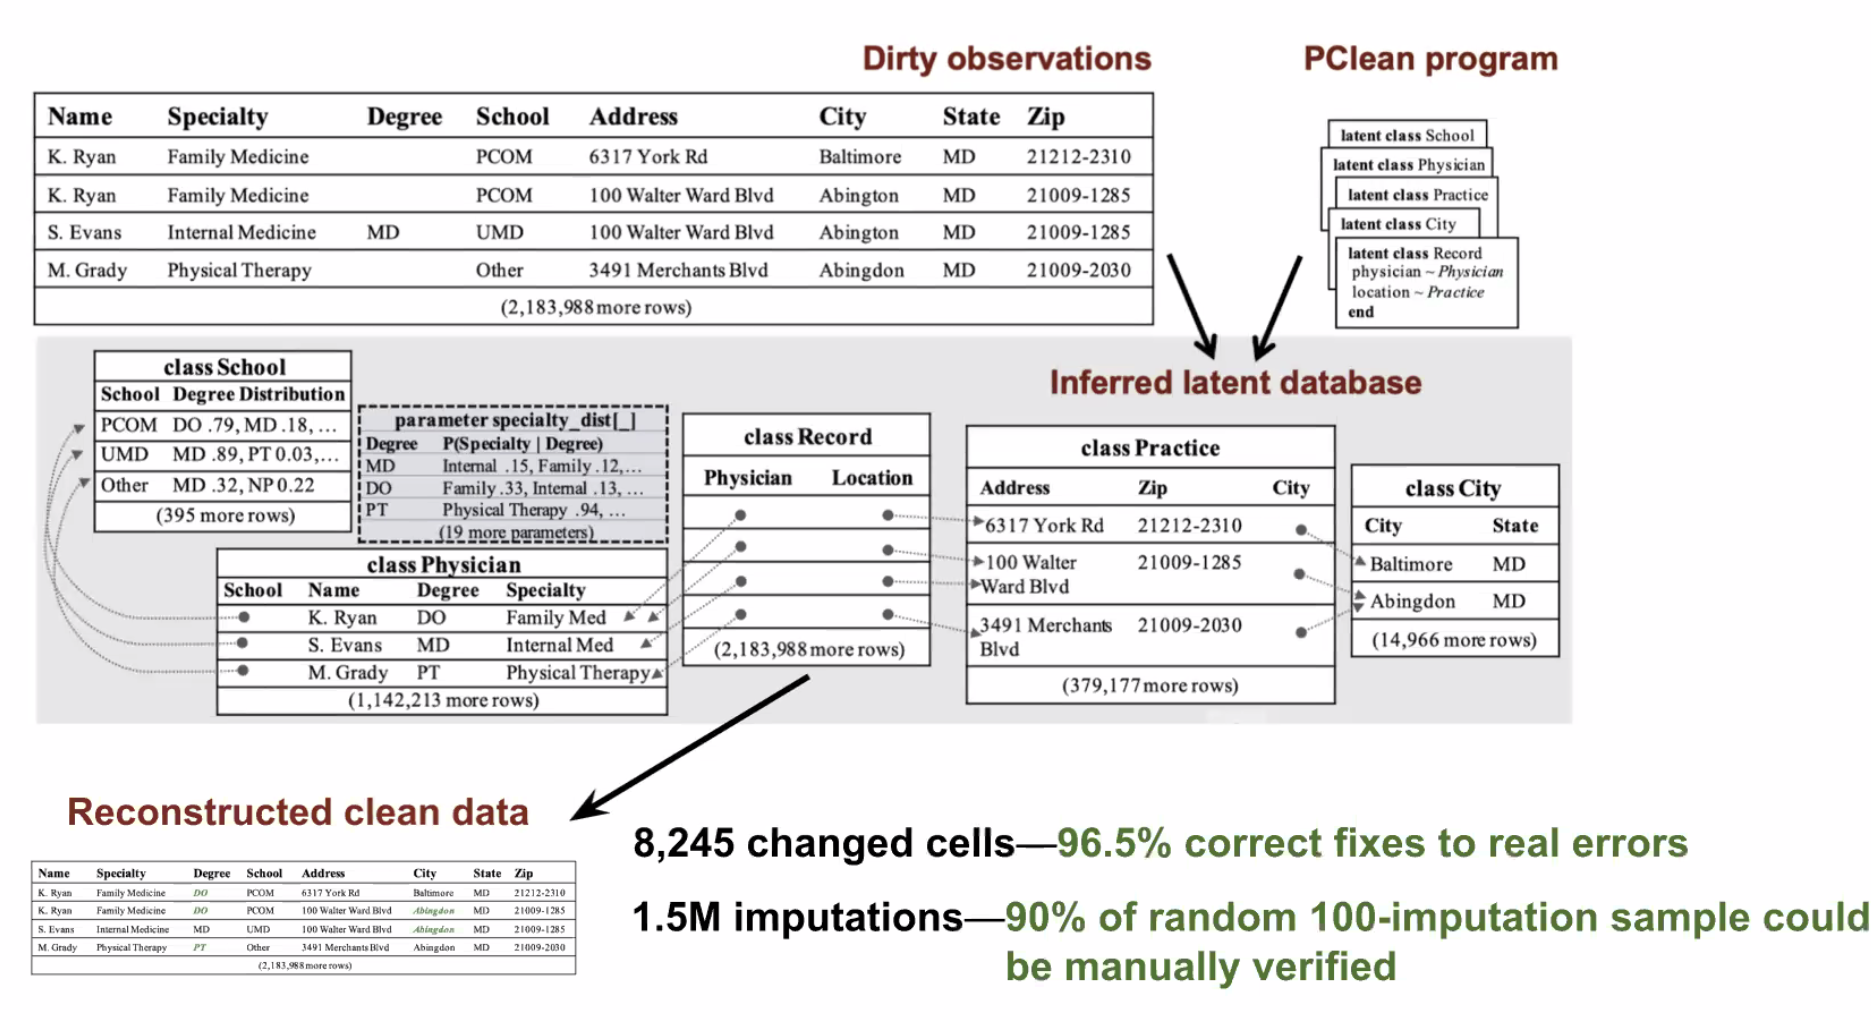 Dirty observations
PClean program
Name Specialty Degree School Address City State Zip
K. Ryan Family Medicine PCOM 6317 York Rd Baltimore MD 21212-2310
K. Ryan Family Medicine PCOM 100 Walter Ward Blvd Abington MD 21009-1285
S. Evans Internal Medicine MD UMD 100 Walter Ward Blvd Abington MD 21009-1285
M. Grady Physical Therapy Other 3491 Merchants Blvd Abingdon MD 21009-2030
(2,183,988 more rows)
latent class School
latent class Physician
latent class Practice
latent class City
latent class Record
physician ~ Physician
location ~ Practice
end
Inferred latent database
class School
School Degree Distribution
PCOM DO .79, MD .18, ...
UMD MD .89, PT 0.03,...
Other MD .32, NP 0.22
(395 more rows)
parameter specialty_dist[_]
Degree P(Specialty | Degree)
MD Internal .15, Family .12,...
DO Family .33, Internal .13, ...
PT Physical Therapy .94, ...
(19 more parameters)
class Physician
School Name Degree Specialty
K. Ryan DO Family Med
S. Evans MD Internal Med
M. Grady PT Physical Therapy
(1,142,213 more rows)
class Record
Physician Location
(2,183,988 more rows)
class Practice
Address Zip City
6317 York Rd 21212-2310
100 Walter 21009-1285
Ward Blvd
3491 Merchants 21009-2030
Blvd
(379,177 more rows)
class City
City State
Baltimore MD
Abingdon MD
(14,966 more rows)
Reconstructed clean data
Name Specialty Degree School Address City State Zip
K. Ryan Family Medicine DO PCOM 6317 York Rd Baltimore MD 21212-2310
K. Ryan Family Medicine DO PCOM 100 Walter Ward Blvd Abingdon MD 21009-1285
S. Evans Internal Medicine MD UMD 100 Walter Ward Blvd Abingdon MD 21009-1285
M. Grady Physical Therapy PT Other 3491 Merchants Blvd Abingdon MD 21009-2030
(2,183,988 more rows)
8,245 changed cells—96.5% correct fixes to real errors
1.5M imputations—90% of random 100-imputation sample could
be manually verified